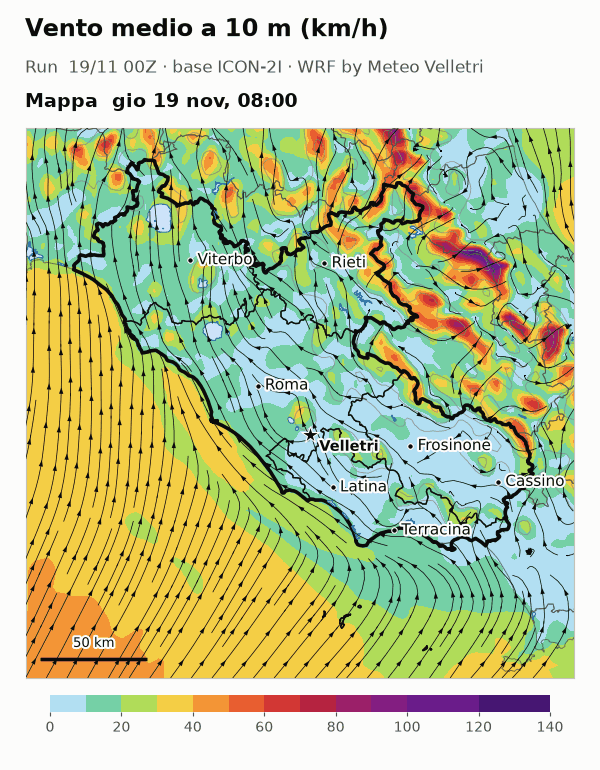 Vento medio a 10 m (km/h)
Run  19/11 00Z · base ICON-2I · WRF by Meteo Velletri
Mappa  gio 19 nov, 08:00
Viterbo
Rieti
Roma
Velletri
Frosinone
Cassino
Latina
Terracina
50 km
0 20 40 60 80 100 120 140